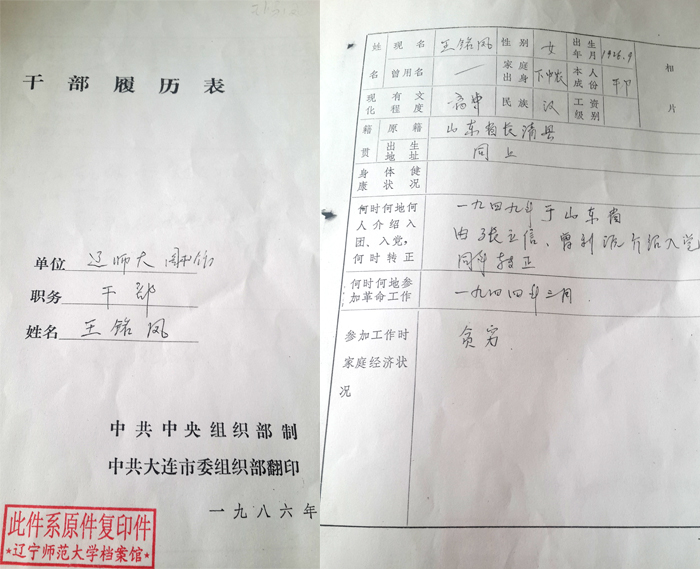 干部履历表
单位 辽师大图书馆
职务 干部
姓名 王铭凤
中共中央组织部制
中共大连市委组织部翻印
一九八六年
此件系原件复印件
★辽宁师范大学档案馆★
姓名 现名 王铭凤 性别 女 出生年月 1926.9 相片
曾用名 — 家庭出身 下中农 本人成份
现有文化程度 高中 民族 汉 工资级别
籍贯 原籍 山东省长清县
出生地址 同上
身体健康状况
何时何地何人介绍入团、入党,何时转正 一九四九年于山东省
由张立信、曾利派介绍入党
同年转正
何时何地参加革命工作 一九四四年三月
参加工作时家庭经济状况 贫穷